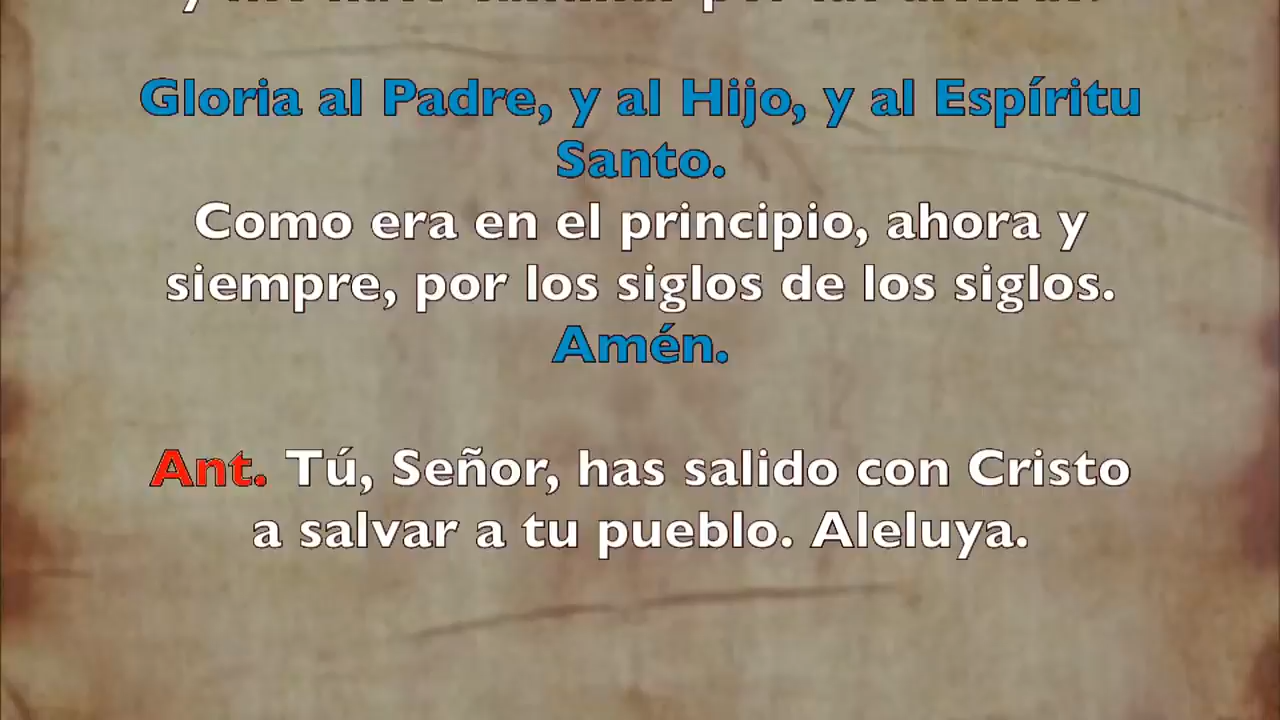 y
Gloria al Padre, y al Hijo, y al Espíritu
Santo.
Como era en el principio, ahora y
siempre, por los siglos de los siglos.
Amén.
Ant. Tú, Señor, has salido con Cristo
a salvar a tu pueblo. Aleluya.